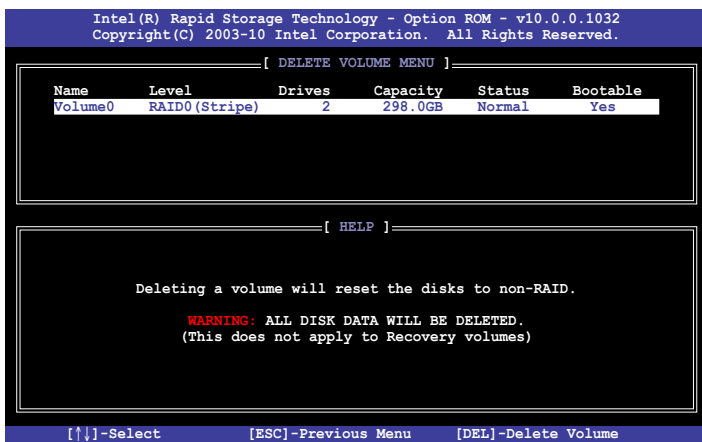 Intel(R) Rapid Storage Technology - Option ROM - v10.0.0.1032
Copyright(C) 2003-10 Intel Corporation. All Rights Reserved.
[ DELETE VOLUME MENU ]
Name Level Drives Capacity Status Bootable
Volume0 RAID0(Stripe) 2 298.0GB Normal Yes
[ HELP ]
Deleting a volume will reset the disks to non-RAID.
WARNING: ALL DISK DATA WILL BE DELETED.
(This does not apply to Recovery volumes)
[↑↓]-Select [ESC]-Previous Menu [DEL]-Delete Volume